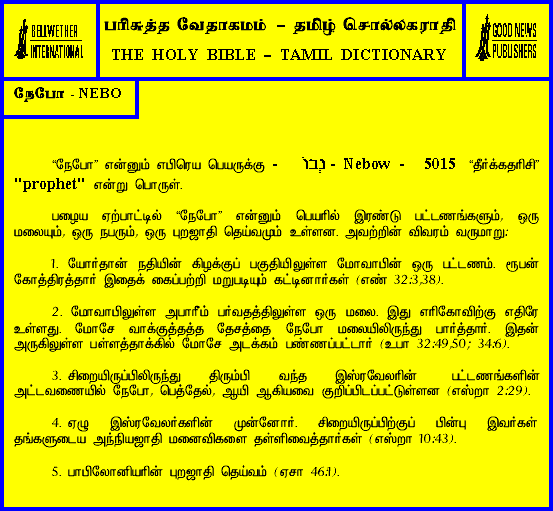 BELLWETHER
INTERNATIONAL
பரிசுத்த வேதாகமம் – தமிழ் சொல்லகராதி
THE HOLY BIBLE – TAMIL DICTIONARY
GOOD NEWS
PUBLISHERS
நேபோ - NEBO
“நேபோ” என்னும் எபிரெய பெயருக்கு - נְבוֹ - Nebow - 5015 “தீர்க்கதரிசி”
"prophet" என்று பொருள்.
பழைய ஏற்பாட்டில் “நேபோ” என்னும் பெயரில் இரண்டு பட்டணங்களும், ஒரு
மலையும், ஒரு நபரும், ஒரு புறஜாதி தெய்வமும் உள்ளன. அவற்றின் விவரம் வருமாறு:
1. யோர்தான் நதியின் கிழக்குப் பகுதியிலுள்ள மோவாபின் ஒரு பட்டணம். ரூபன்
கோத்திரத்தார் இதைக் கைப்பற்றி மறுபடியும் கட்டினார்கள் (எண் 32:3,38).
2. மோவாபிலுள்ள அபாரீம் பர்வதத்திலுள்ள ஒரு மலை. இது எரிகோவிற்கு எதிரே
உள்ளது. மோசே வாக்குத்தத்த தேசத்தை நேபோ மலையிலிருந்து பார்த்தார். இதன்
அருகிலுள்ள பள்ளத்தாக்கில் மோசே அடக்கம் பண்ணப்பட்டார் (உபா 32:49,50; 34:6).
3. சிறையிருப்பிலிருந்து திரும்பி வந்த இஸ்ரவேலரின் பட்டணங்களின்
அட்டவணையில் நேபோ, பெத்தேல், ஆயி ஆகியவை குறிப்பிடப்பட்டுள்ளன (எஸ்றா 2:29).
4. ஏழு இஸ்ரவேலர்களின் முன்னோர். சிறையிருப்பிற்குப் பின்பு இவர்கள்
தங்களுடைய அந்நியஜாதி மனைவிகளை தள்ளிவைத்தார்கள் (எஸ்றா 10:43).
5. பாபிலோனியரின் புறஜாதி தெய்வம் (ஏசா 46:1).